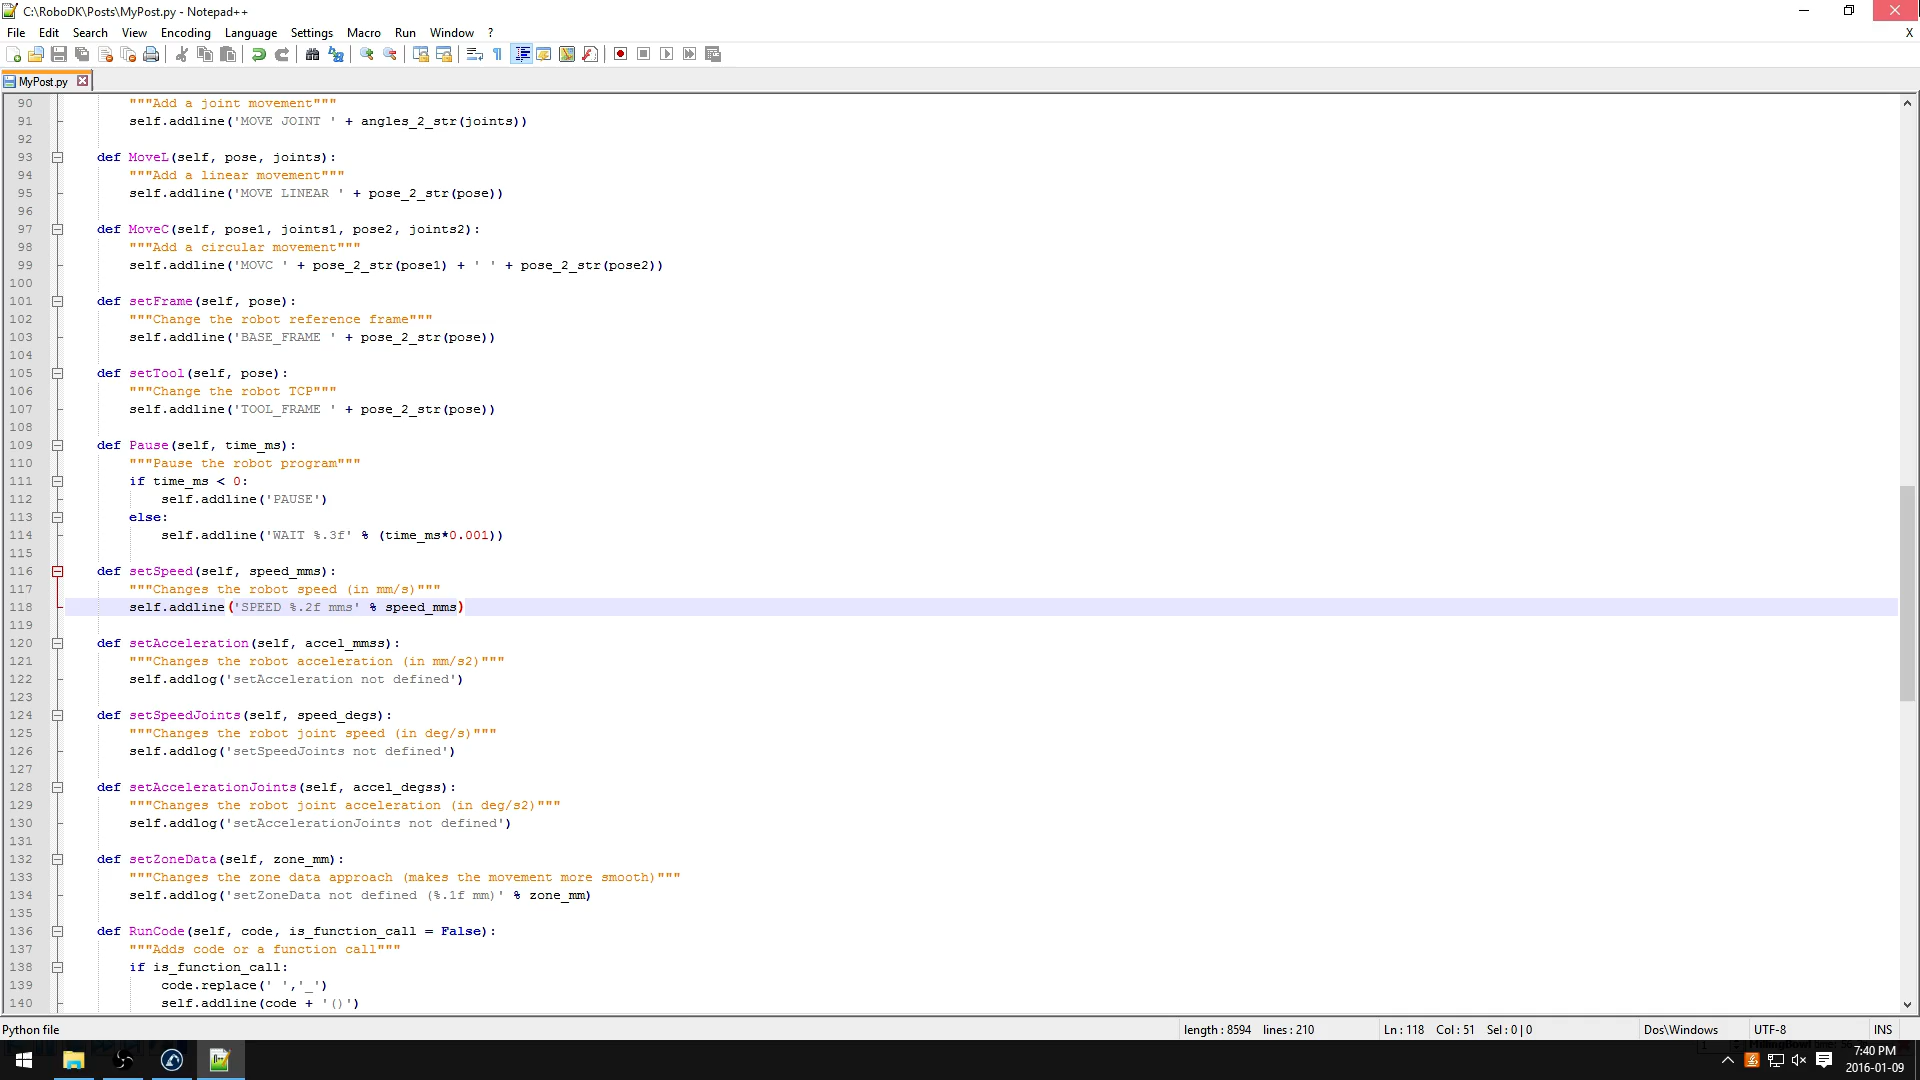 C:\RoboDK\Posts\MyPost.py - Notepad++
File Edit Search View Encoding Language Settings Macro Run Window ? X
MyPost.py
90 """Add a joint movement"""
91 self.addline('MOVE JOINT ' + angles_2_str(joints))
92
93 def MoveL(self, pose, joints):
94 """Add a linear movement"""
95 self.addline('MOVE LINEAR ' + pose_2_str(pose))
96
97 def MoveC(self, pose1, joints1, pose2, joints2):
98 """Add a circular movement"""
99 self.addline('MOVC ' + pose_2_str(pose1) + ' ' + pose_2_str(pose2))
100
101 def setFrame(self, pose):
102 """Change the robot reference frame"""
103 self.addline('BASE_FRAME ' + pose_2_str(pose))
104
105 def setTool(self, pose):
106 """Change the robot TCP"""
107 self.addline('TOOL_FRAME ' + pose_2_str(pose))
108
109 def Pause(self, time_ms):
110 """Pause the robot program"""
111 if time_ms < 0:
112 self.addline('PAUSE')
113 else:
114 self.addline('WAIT %.3f' % (time_ms*0.001))
115
116 def setSpeed(self, speed_mms):
117 """Changes the robot speed (in mm/s)"""
118 self.addline('SPEED %.2f mms' % speed_mms)
119
120 def setAcceleration(self, accel_mmss):
121 """Changes the robot acceleration (in mm/s2)"""
122 self.addlog('setAcceleration not defined')
123
124 def setSpeedJoints(self, speed_degs):
125 """Changes the robot joint speed (in deg/s)"""
126 self.addlog('setSpeedJoints not defined')
127
128 def setAccelerationJoints(self, accel_degss):
129 """Changes the robot joint acceleration (in deg/s2)"""
130 self.addlog('setAccelerationJoints not defined')
131
132 def setZoneData(self, zone_mm):
133 """Changes the zone data approach (makes the movement more smooth)"""
134 self.addlog('setZoneData not defined (%.1f mm)' % zone_mm)
135
136 def RunCode(self, code, is_function_call = False):
137 """Adds code or a function call"""
138 if is_function_call:
139 code.replace(' ','_')
140 self.addline(code + '()')
Python file length : 8594 lines : 210 Ln : 118 Col : 51 Sel : 0 | 0 Dos\Windows UTF-8 INS
7:40 PM
2016-01-09